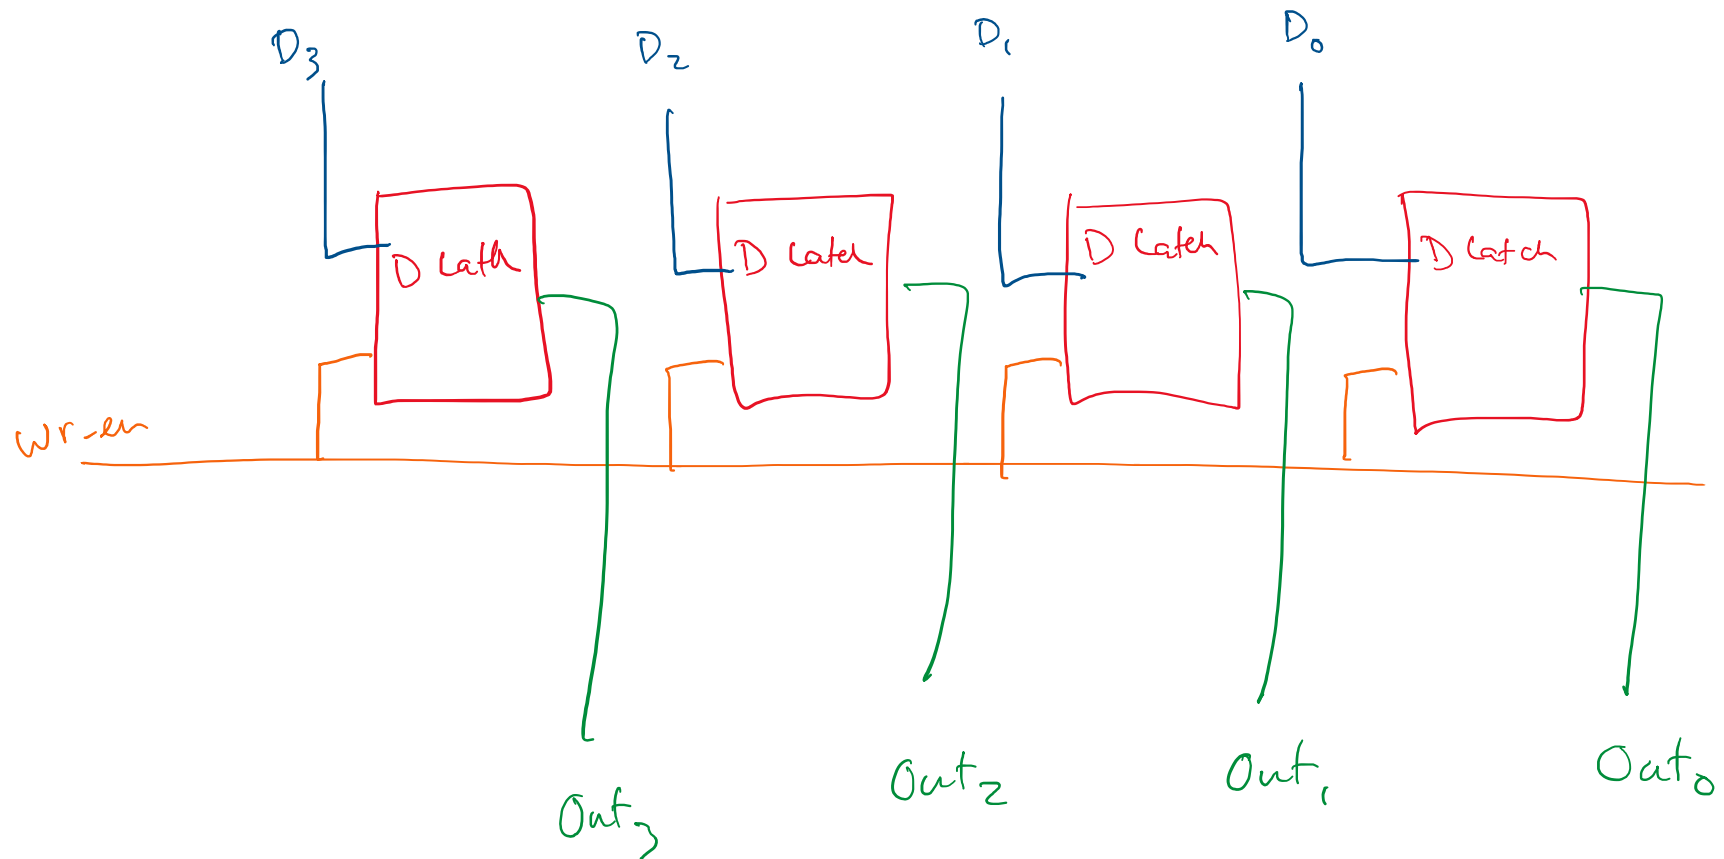 D₃ D₂ D₁ D₀
D Lath D Latch D Latch D Latch
wr-en
Out₃ Out₂ Out₁ Out₀